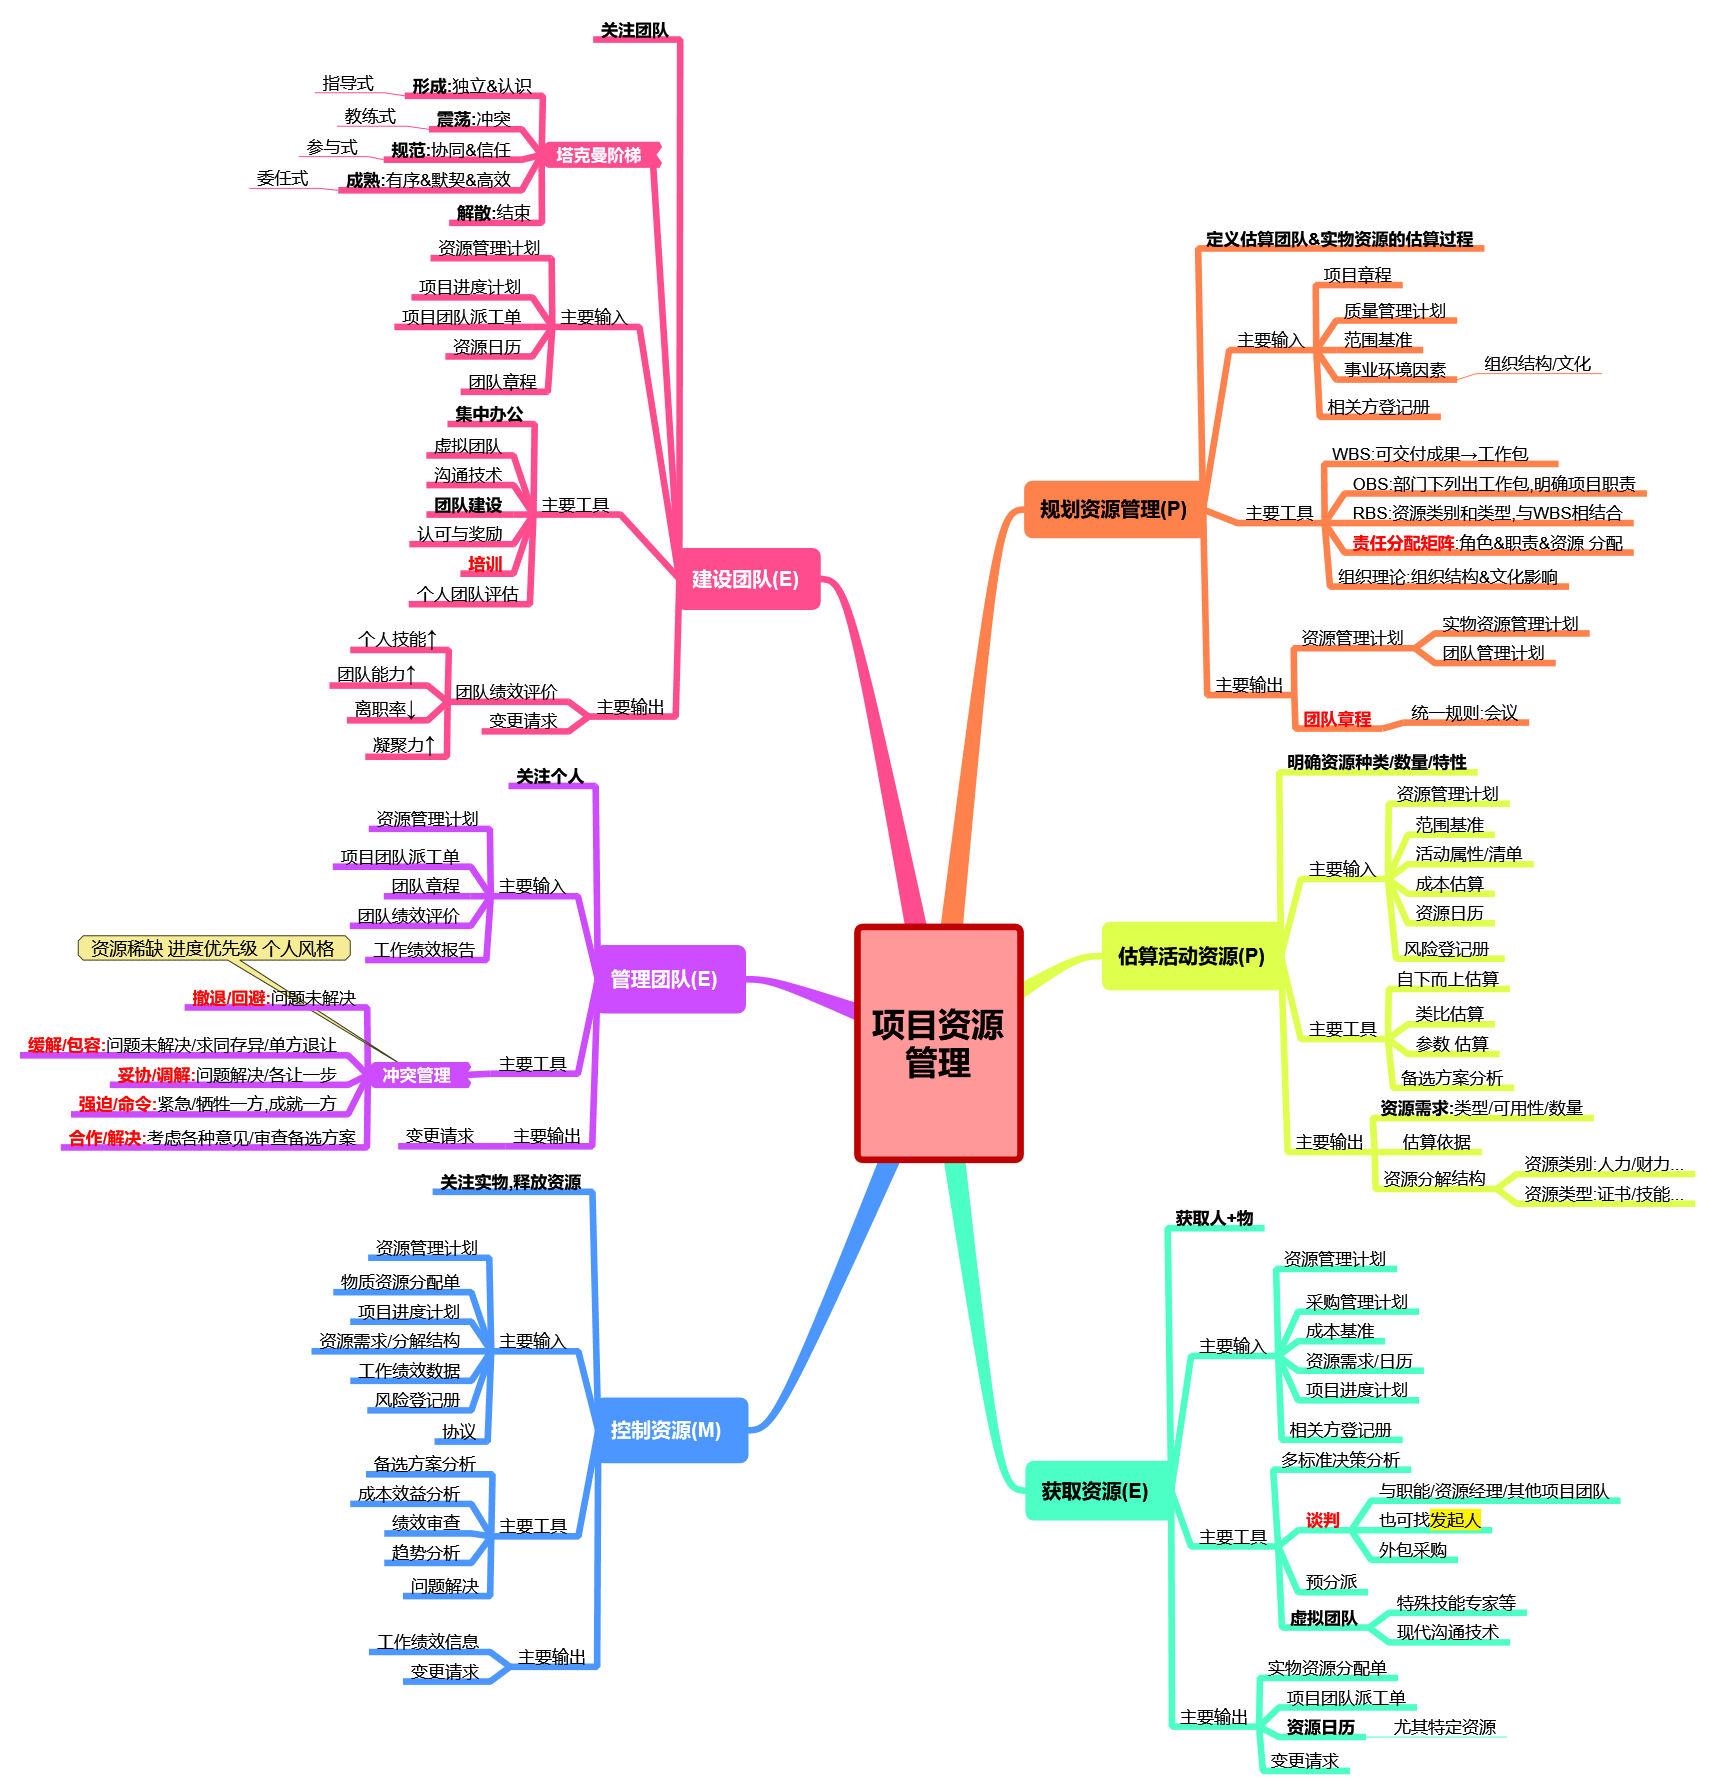 项目资源
管理
规划资源管理(P)
定义估算团队&实物资源的估算过程
主要输入
项目章程
质量管理计划
范围基准
事业环境因素
组织结构/文化
相关方登记册
主要工具
WBS:可交付成果→工作包
OBS:部门下列出工作包,明确项目职责
RBS:资源类别和类型,与WBS相结合
责任分配矩阵:角色&职责&资源 分配
组织理论:组织结构&文化影响
主要输出
资源管理计划
实物资源管理计划
团队管理计划
团队章程
统一规则:会议
估算活动资源(P)
明确资源种类/数量/特性
主要输入
资源管理计划
范围基准
活动属性/清单
成本估算
资源日历
风险登记册
主要工具
自下而上估算
类比估算
参数 估算
备选方案分析
主要输出
资源需求:类型/可用性/数量
估算依据
资源分解结构
资源类别:人力/财力...
资源类型:证书/技能...
获取资源(E)
获取人+物
主要输入
资源管理计划
采购管理计划
成本基准
资源需求/日历
项目进度计划
相关方登记册
主要工具
多标准决策分析
谈判
与职能/资源经理/其他项目团队
也可找发起人
外包采购
预分派
虚拟团队
特殊技能专家等
现代沟通技术
主要输出
实物资源分配单
项目团队派工单
资源日历
尤其特定资源
变更请求
建设团队(E)
关注团队
塔克曼阶梯
形成:独立&认识
指导式
震荡:冲突
教练式
规范:协同&信任
参与式
成熟:有序&默契&高效
委任式
解散:结束
主要输入
资源管理计划
项目进度计划
项目团队派工单
资源日历
团队章程
主要工具
集中办公
虚拟团队
沟通技术
团队建设
认可与奖励
培训
个人团队评估
主要输出
团队绩效评价
个人技能↑
团队能力↑
离职率↓
凝聚力↑
变更请求
管理团队(E)
关注个人
主要输入
资源管理计划
项目团队派工单
团队章程
团队绩效评价
工作绩效报告
主要工具
冲突管理
资源稀缺 进度优先级 个人风格
撤退/回避:问题未解决
缓解/包容:问题未解决/求同存异/单方退让
妥协/调解:问题解决/各让一步
强迫/命令:紧急/牺牲一方,成就一方
合作/解决:考虑各种意见/审查备选方案
主要输出
变更请求
控制资源(M)
关注实物,释放资源
主要输入
资源管理计划
物质资源分配单
项目进度计划
资源需求/分解结构
工作绩效数据
风险登记册
协议
主要工具
备选方案分析
成本效益分析
绩效审查
趋势分析
问题解决
主要输出
工作绩效信息
变更请求